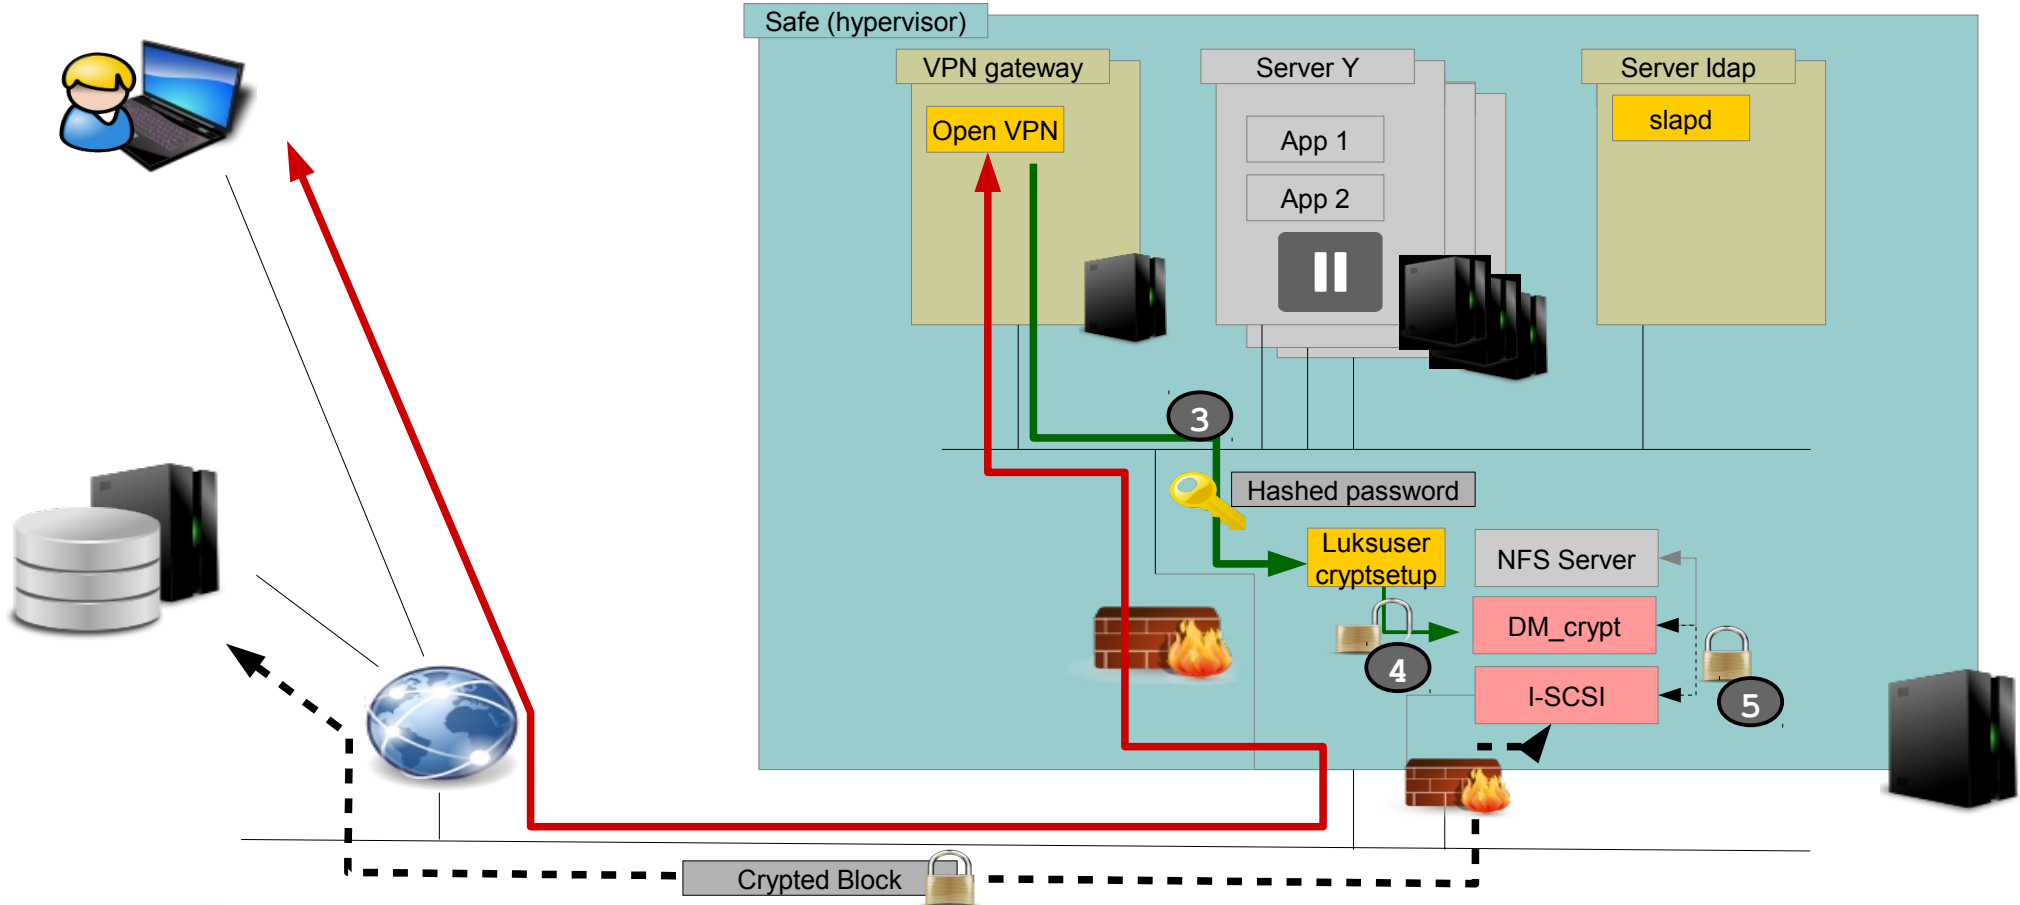 Safe (hypervisor)
VPN gateway
Server Y
Server ldap
Open VPN
App 1
slapd
App 2
3
Hashed password
Luksuser
cryptsetup
NFS Server
DM_crypt
4
I-SCSI
5
Crypted Block